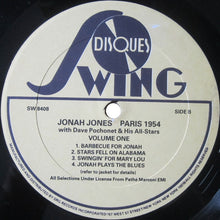 DISQUES
SWING
SW 8408
SIDE B
JONAH JONES PARIS 1954
with Dave Pochonet & His All-Stars
VOLUME ONE
1. BARBECUE FOR JONAH
2. STARS FELL ON ALABAMA
3. SWINGIN' FOR MARY LOU
4. JONAH PLAYS THE BLUES
(refer to jacket for details)
All Selections Under License From Pathé Marconi EMI